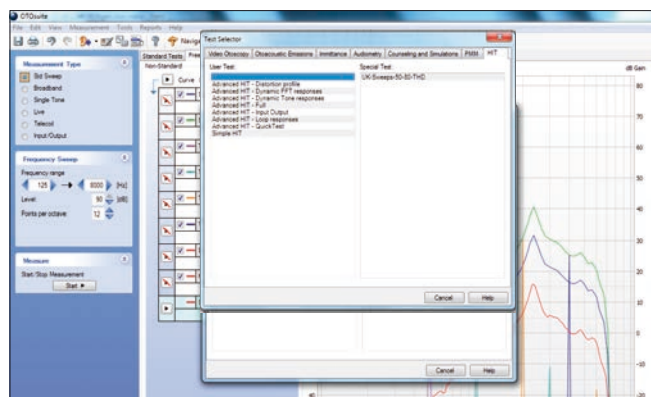 OTOsuite
File Edit View Measurement Tools Reports Help
Navig
Measurement Type
Std Sweep
Broadband
Single Tone
Live
Telecoil
Input/Output
Frequency Sweep
Frequency range
125 8000 [Hz]
Level: 90 [dB]
Points per octave: 12
Measure
Start/Stop Measurement
Start
Standard Tests Free
Non-Standard
Curve
Test Selector
Video Otoscopy Otoacoustic Emissions Immittance Audiometry Counseling and Simulations PMM HIT
User Test:
Advanced HIT - Distortion profile
Advanced HIT - Dynamic FFT responses
Advanced HIT - Dynamic Tone responses
Advanced HIT - Full
Advanced HIT - Input Output
Advanced HIT - Loop responses
Advanced HIT - QuickTest
Simple HIT
Special Test:
UK-Sweeps-50-80-THD
Cancel Help
Cancel Help
dB Gain
80
70
60
50
40
30
20
10
0
-10
-20